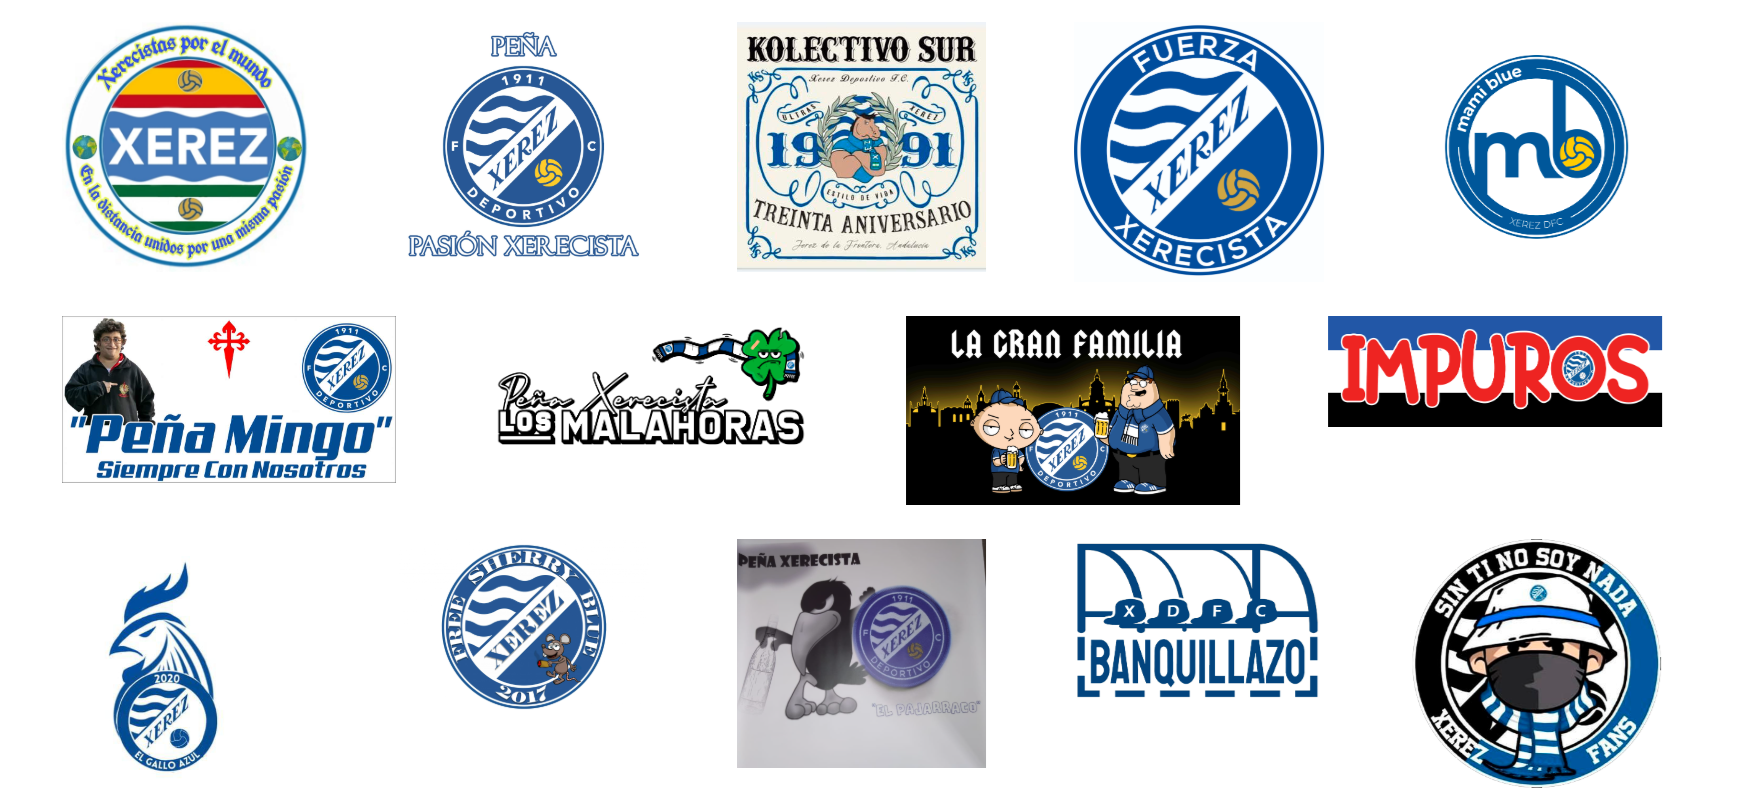 Xerecistas por el mundo
XEREZ
En la distancia unidos por una misma pasión
PEÑA
1911
F XEREZ C
DEPORTIVO
PASIÓN XERECISTA
KOLECTIVO SUR
Xerez Deportivo F.C.
Ks Ks
ULTRAS XEREZ
1991
ESTILO DE VIDA
TREINTA ANIVERSARIO
Jerez de la Frontera. Andalucía
Ks Ks
FUERZA
XEREZ
XERECISTA
mami blue
mb
XEREZ DFC
1911
F XEREZ C
DEPORTIVO
"Peña Mingo"
Siempre Con Nosotros
Peña Xerecista
LOS MALAHORAS
LA GRAN FAMILIA
1911
F XEREZ C
DEPORTIVO
IMPUROS
2020
XEREZ
EL GALLO AZUL
FREE SHERRY BLUE
XEREZ
2017
PEÑA XERECISTA
1911
F XEREZ C
DEPORTIVO
"EL PAJARRACO"
X D F C
BANQUILLAZO
SIN TI NO SOY NADA
XEREZ FANS